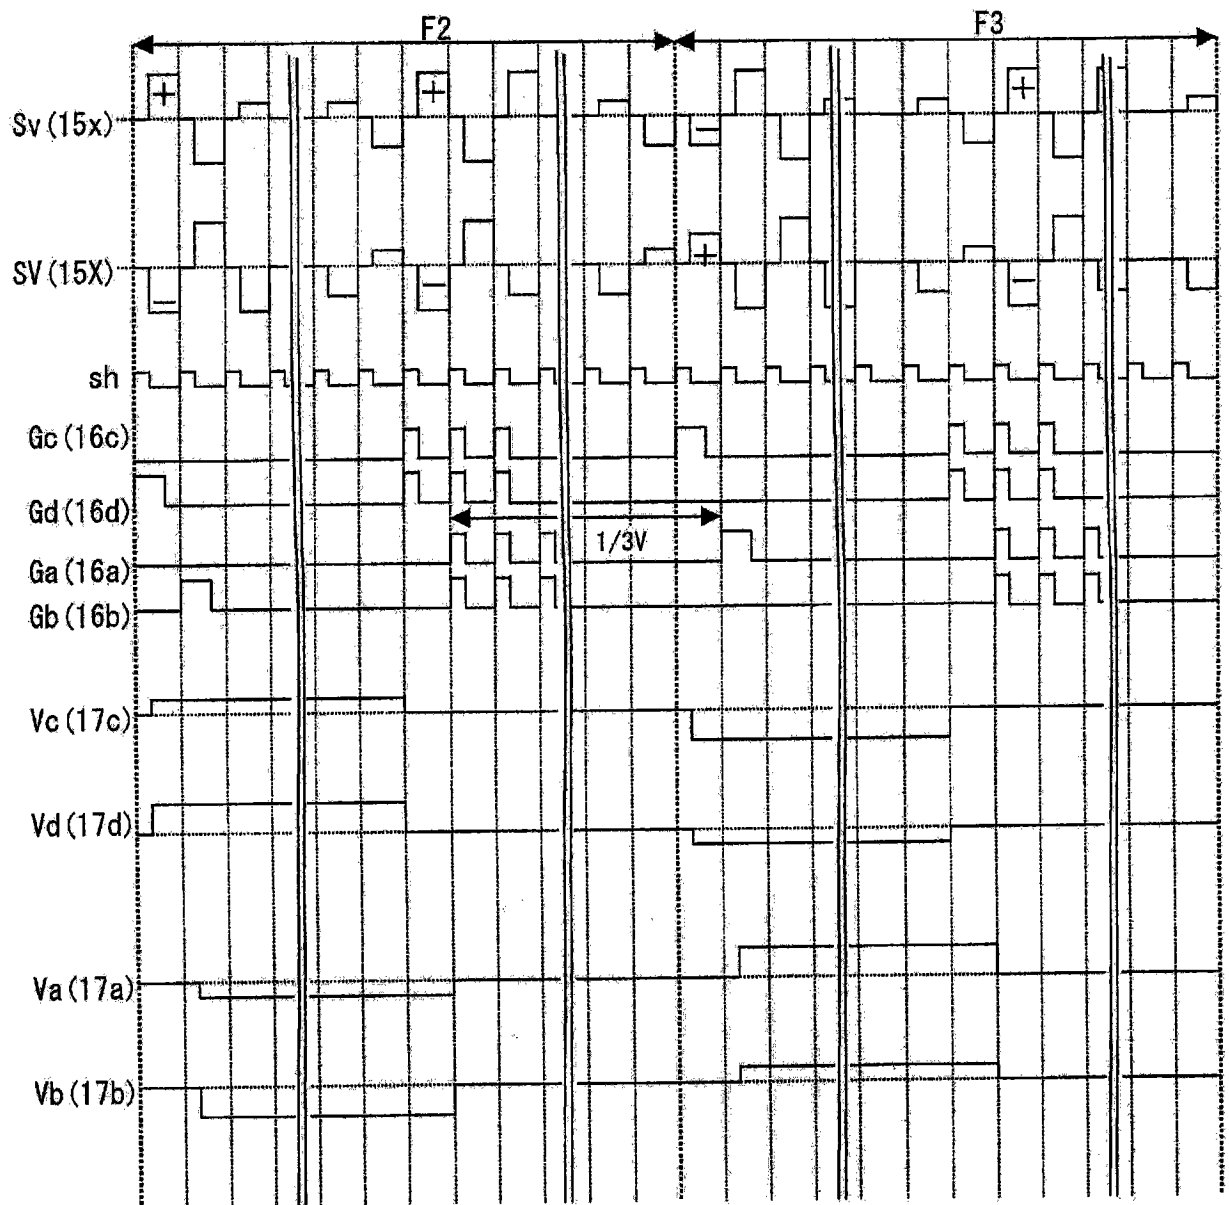 F2 F3
+ + +
Sv(15x)
−
+
SV(15X)
− − −
sh
Gc(16c)
Gd(16d)
1/3V
Ga(16a)
Gb(16b)
Vc(17c)
Vd(17d)
Va(17a)
Vb(17b)